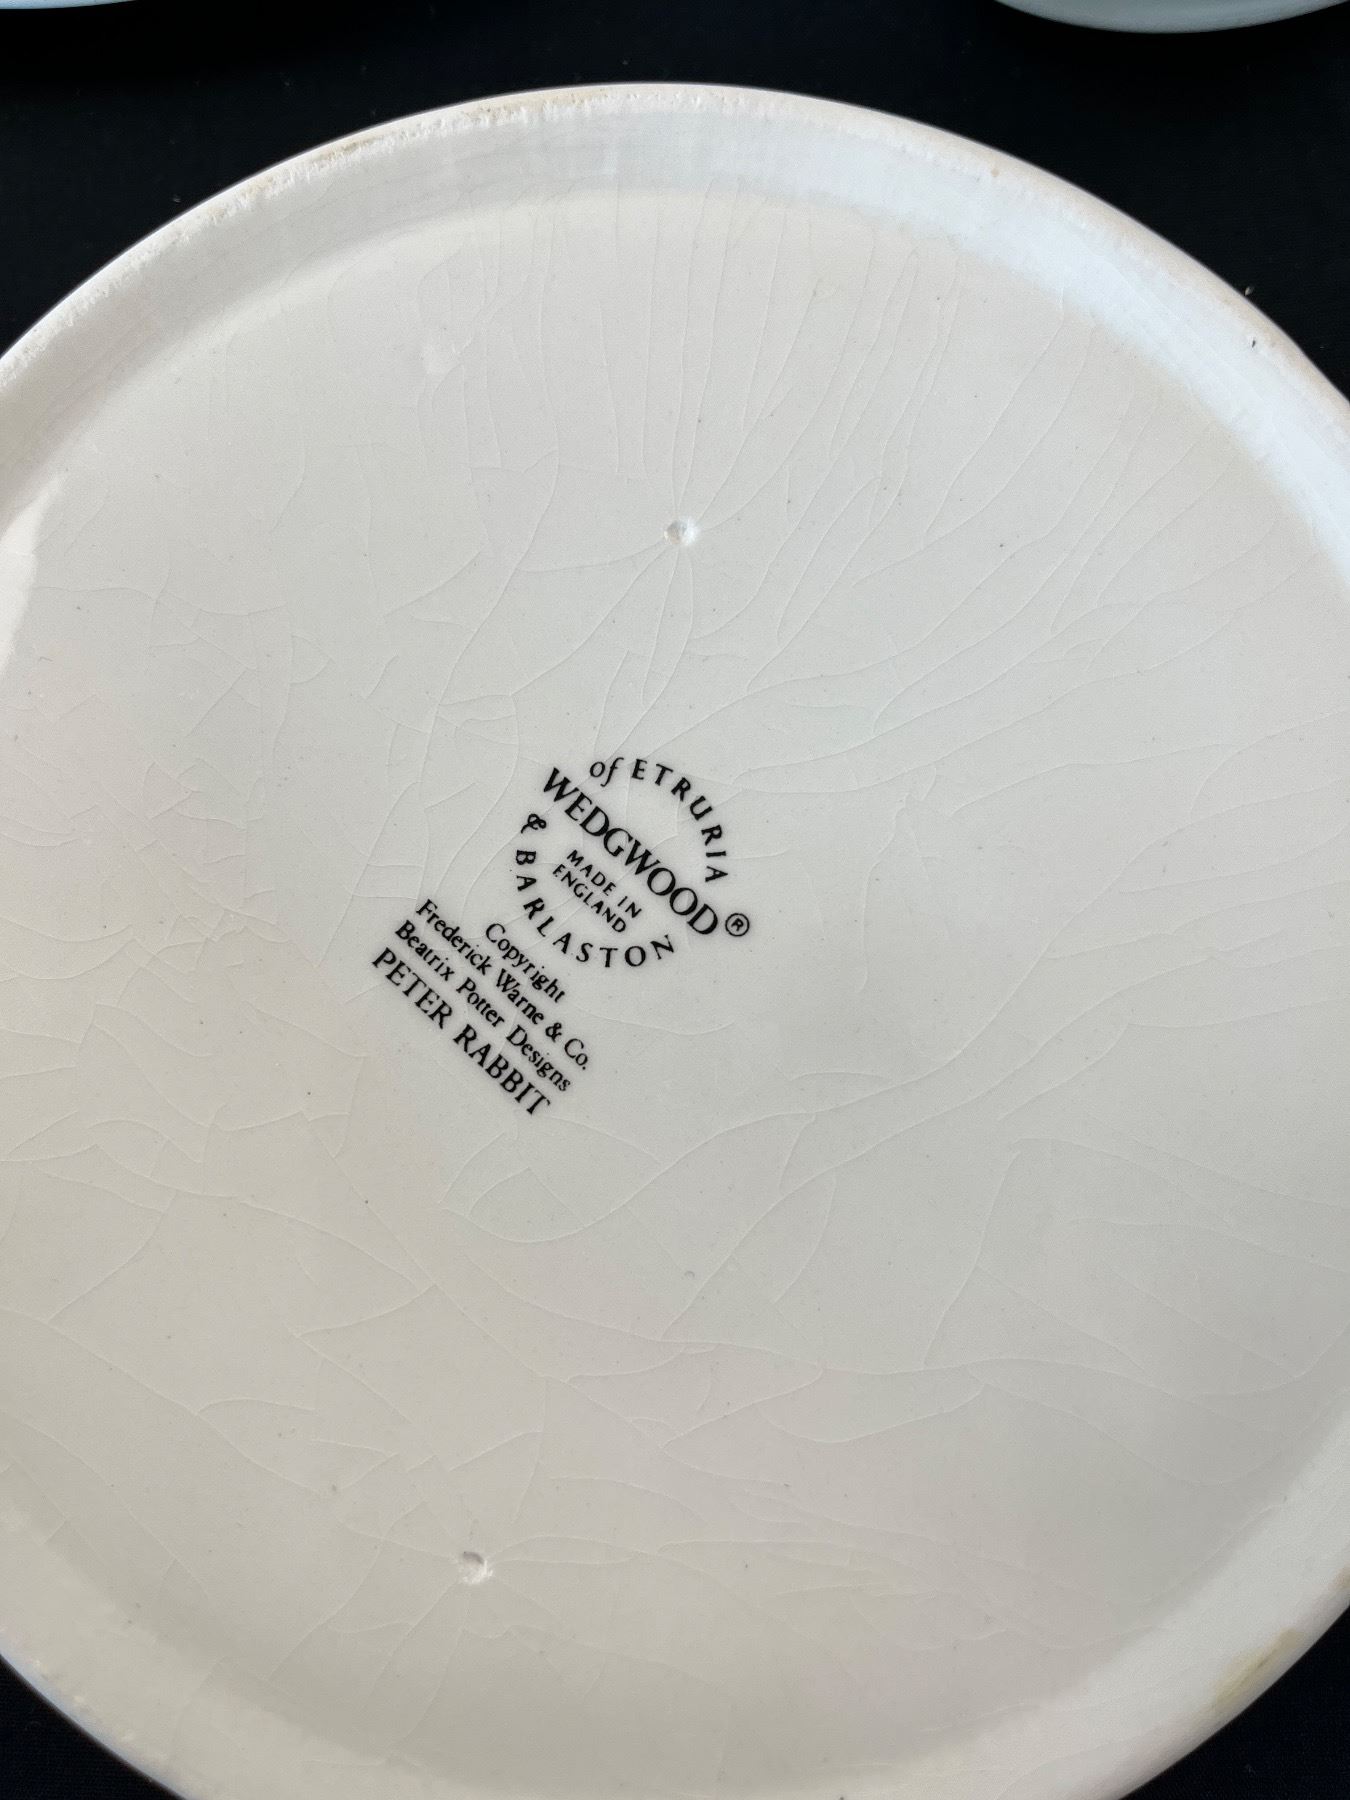 of ETRURIA
WEDGWOOD®
MADE IN
ENGLAND
& BARLASTON
Copyright
Frederick Warne & Co.
Beatrix Potter Designs
PETER RABBIT